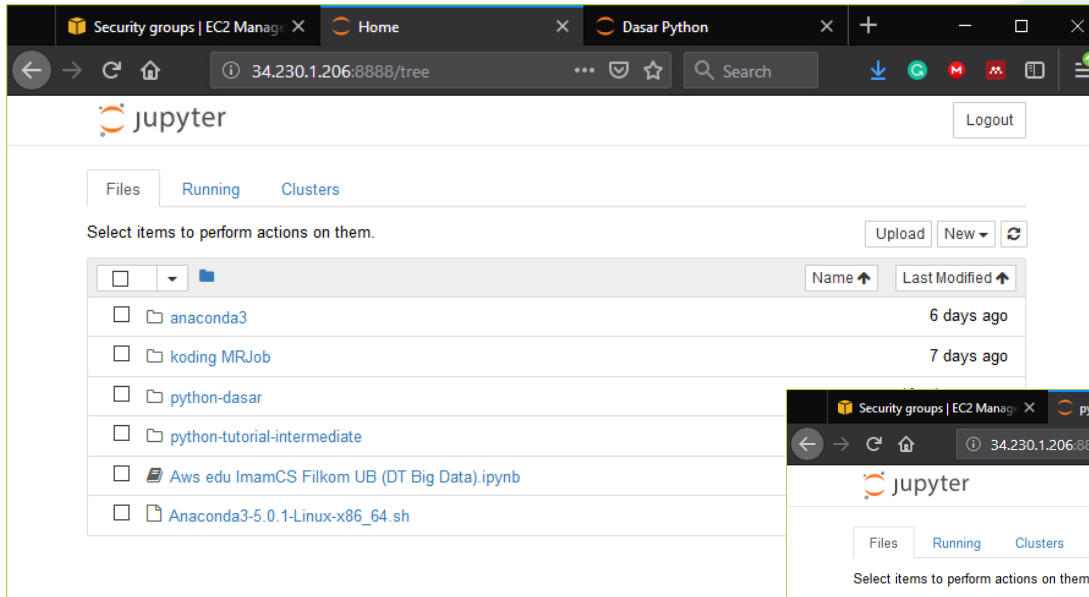 Security groups | EC2 Manage
Home
Dasar Python
34.230.1.206:8888/tree
Search
jupyter
Logout
Files
Running
Clusters
Select items to perform actions on them.
Upload
New
Name
Last Modified
anaconda3
6 days ago
koding MRJob
7 days ago
python-dasar
python-tutorial-intermediate
Aws edu ImamCS Filkom UB (DT Big Data).ipynb
Anaconda3-5.0.1-Linux-x86_64.sh
Security groups | EC2 Manage
34.230.1.206:88
jupyter
Files
Running
Clusters
Select items to perform actions on them